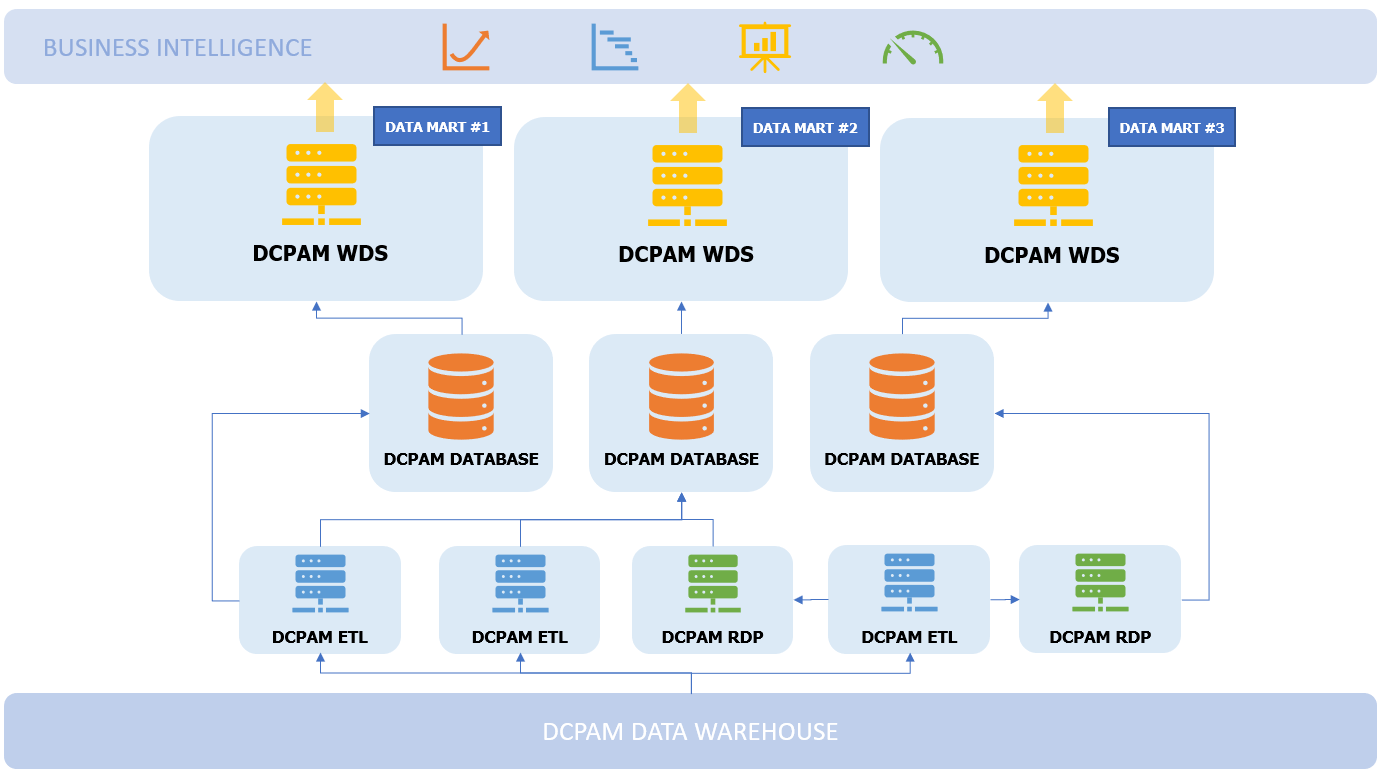 BUSINESS INTELLIGENCE
DATA MART #1
DATA MART #2
DATA MART #3
DCPAM WDS
DCPAM WDS
DCPAM WDS
DCPAM DATABASE
DCPAM DATABASE
DCPAM DATABASE
DCPAM ETL
DCPAM ETL
DCPAM RDP
DCPAM ETL
DCPAM RDP
DCPAM DATA WAREHOUSE